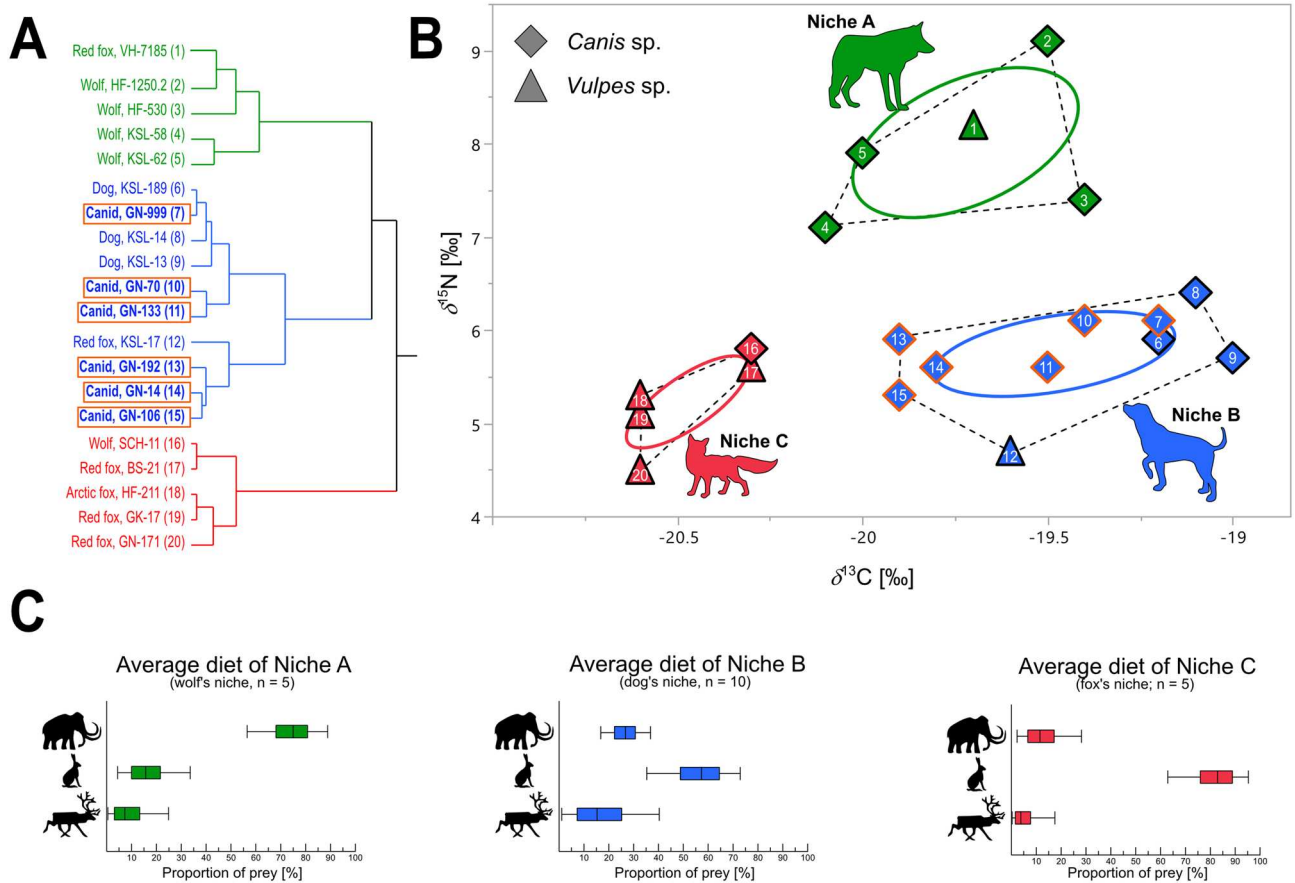 A
Red fox, VH-7185 (1)
Wolf, HF-1250.2 (2)
Wolf, HF-530 (3)
Wolf, KSL-58 (4)
Wolf, KSL-62 (5)
Dog, KSL-189 (6)
Canid, GN-999 (7)
Dog, KSL-14 (8)
Dog, KSL-13 (9)
Canid, GN-70 (10)
Canid, GN-133 (11)
Red fox, KSL-17 (12)
Canid, GN-192 (13)
Canid, GN-14 (14)
Canid, GN-106 (15)
Wolf, SCH-11 (16)
Red fox, BS-21 (17)
Arctic fox, HF-211 (18)
Red fox, GK-17 (19)
Red fox, GN-171 (20)
B
Canis sp.
Vulpes sp.
Niche A
2
1
5
3
4
8
10
7
13
6
9
14
11
15
Niche B
12
16
17
18
19
20
Niche C
9
8
7
6
5
4
δ15N [‰]
-20.5
-20
-19.5
-19
δ13C [‰]
C
Average diet of Niche A
(wolf's niche, n = 5)
10 20 30 40 50 60 70 80 90 100
Proportion of prey [%]
Average diet of Niche B
(dog's niche, n = 10)
10 20 30 40 50 60 70 80 90 100
Proportion of prey [%]
Average diet of Niche C
(fox's niche; n = 5)
10 20 30 40 50 60 70 80 90 100
Proportion of prey [%]